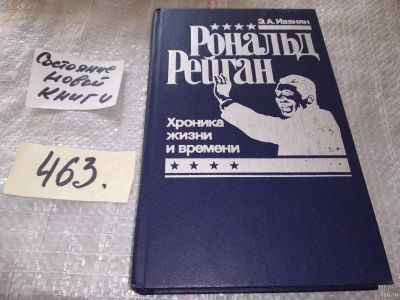 Состояние
новой
книги
463.
Э.А.Иванян
Рональд
Рейган
Хроника
жизни
и времени